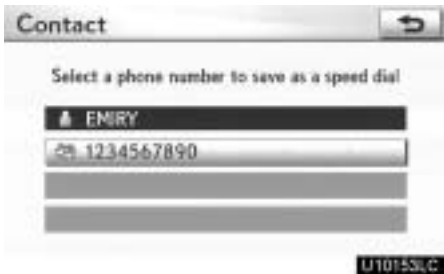 Contact
Select a phone number to save as a speed dial
EMIRY
1234567890
U10153LC